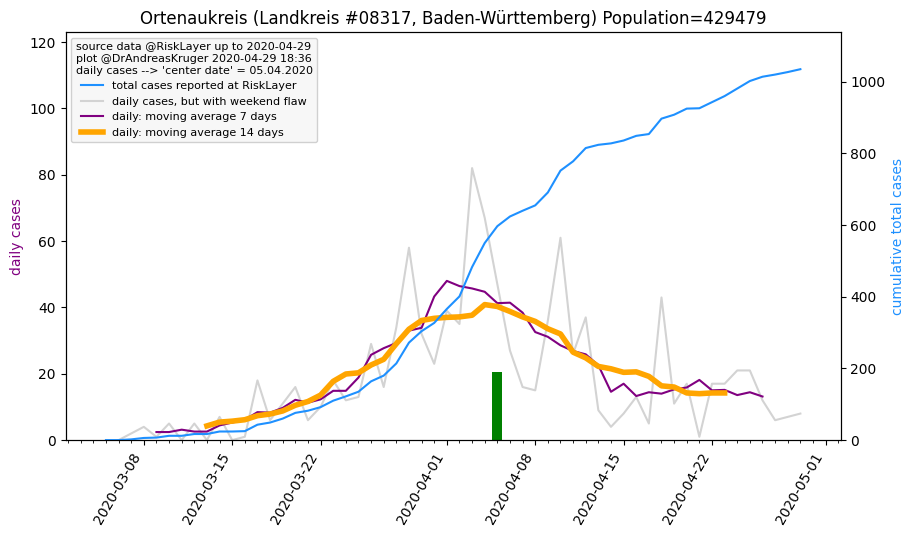 Ortenaukreis (Landkreis #08317, Baden-Württemberg) Population=429479
source data @RiskLayer up to 2020-04-29
plot @DrAndreasKruger 2020-04-29 18:36
daily cases --> 'center date' = 05.04.2020
total cases reported at RiskLayer
daily cases, but with weekend flaw
daily: moving average 7 days
daily: moving average 14 days
daily cases
120
100
80
60
40
20
0
1000
800
600
400
200
0
cumulative total cases
2020-03-08
2020-03-15
2020-03-22
2020-04-01
2020-04-08
2020-04-15
2020-04-22
2020-05-01